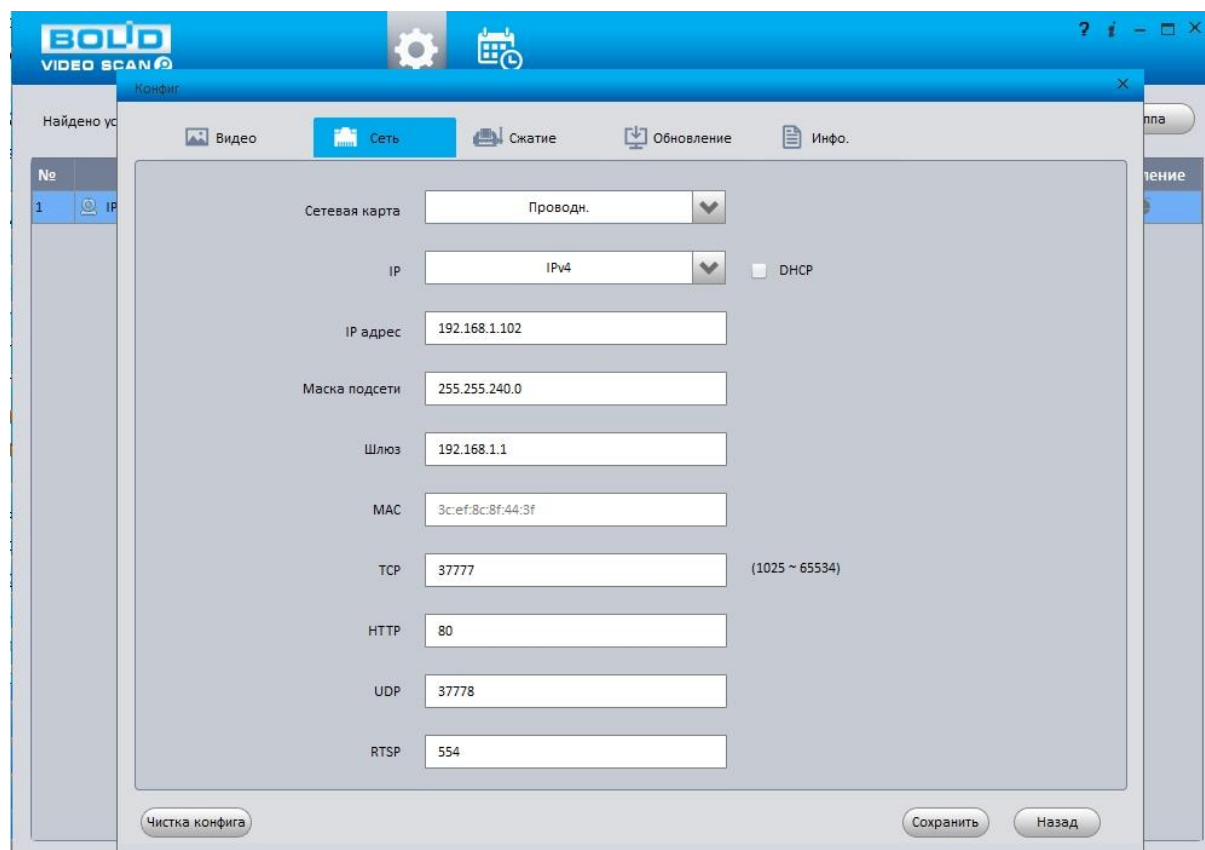 BOLID
VIDEO SCAN
? i
Конфиг
Найдено
Видео
Сеть
Сжатие
Обновление
Инфо.
№
1
IP
Сетевая карта Проводн.
IP IPv4 DHCP
IP адрес 192.168.1.102
Маска подсети 255.255.240.0
Шлюз 192.168.1.1
MAC 3c:ef:8c:8f:44:3f
TCP 37777 (1025 ~ 65534)
HTTP 80
UDP 37778
RTSP 554
Чистка конфига
Сохранить
Назад